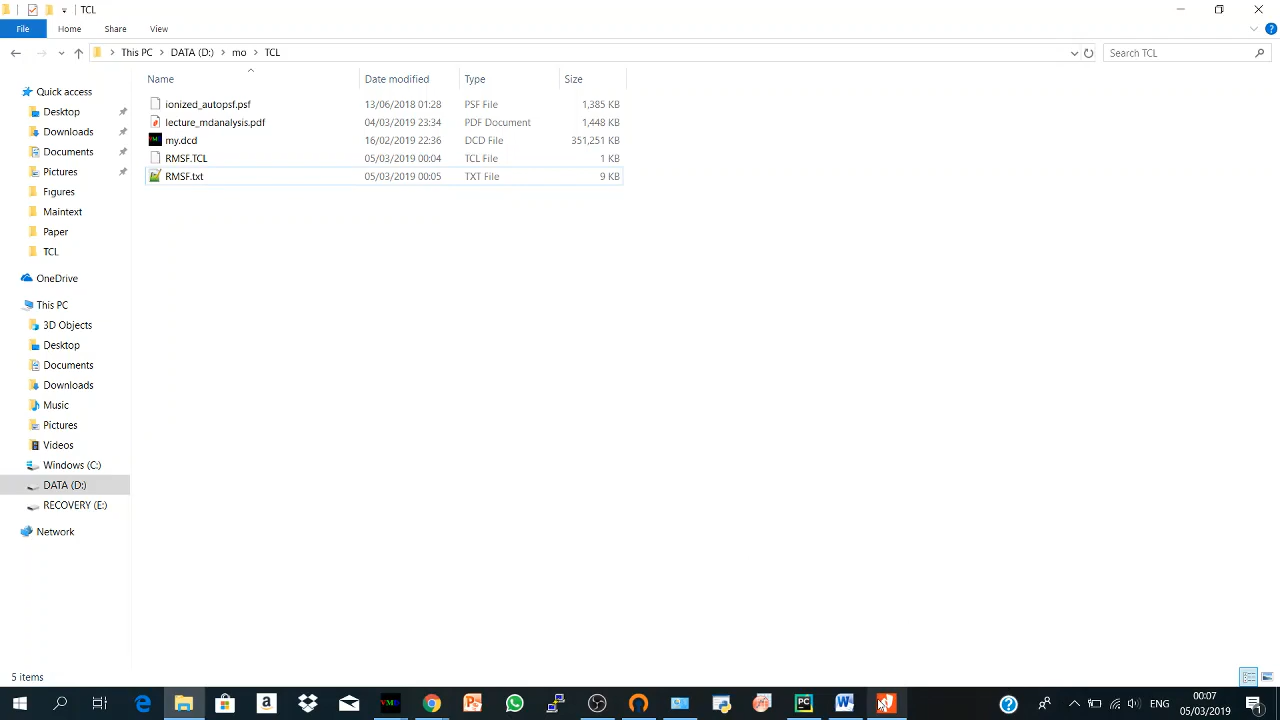 TCL
File Home Share View
This PC DATA (D:) mo TCL Search TCL
Name Date modified Type Size
ionized_autopsf.psf 13/06/2018 01:28 PSF File 1,385 KB
lecture_mdanalysis.pdf 04/03/2019 23:34 PDF Document 1,448 KB
my.dcd 16/02/2019 22:36 DCD File 351,251 KB
RMSF.TCL 05/03/2019 00:04 TCL File 1 KB
RMSF.txt 05/03/2019 00:05 TXT File 9 KB
Quick access
Desktop
Downloads
Documents
Pictures
Figures
Maintext
Paper
TCL
OneDrive
This PC
3D Objects
Desktop
Documents
Downloads
Music
Pictures
Videos
Windows (C:)
DATA (D:)
RECOVERY (E:)
Network
5 items
ENG
00:07
05/03/2019